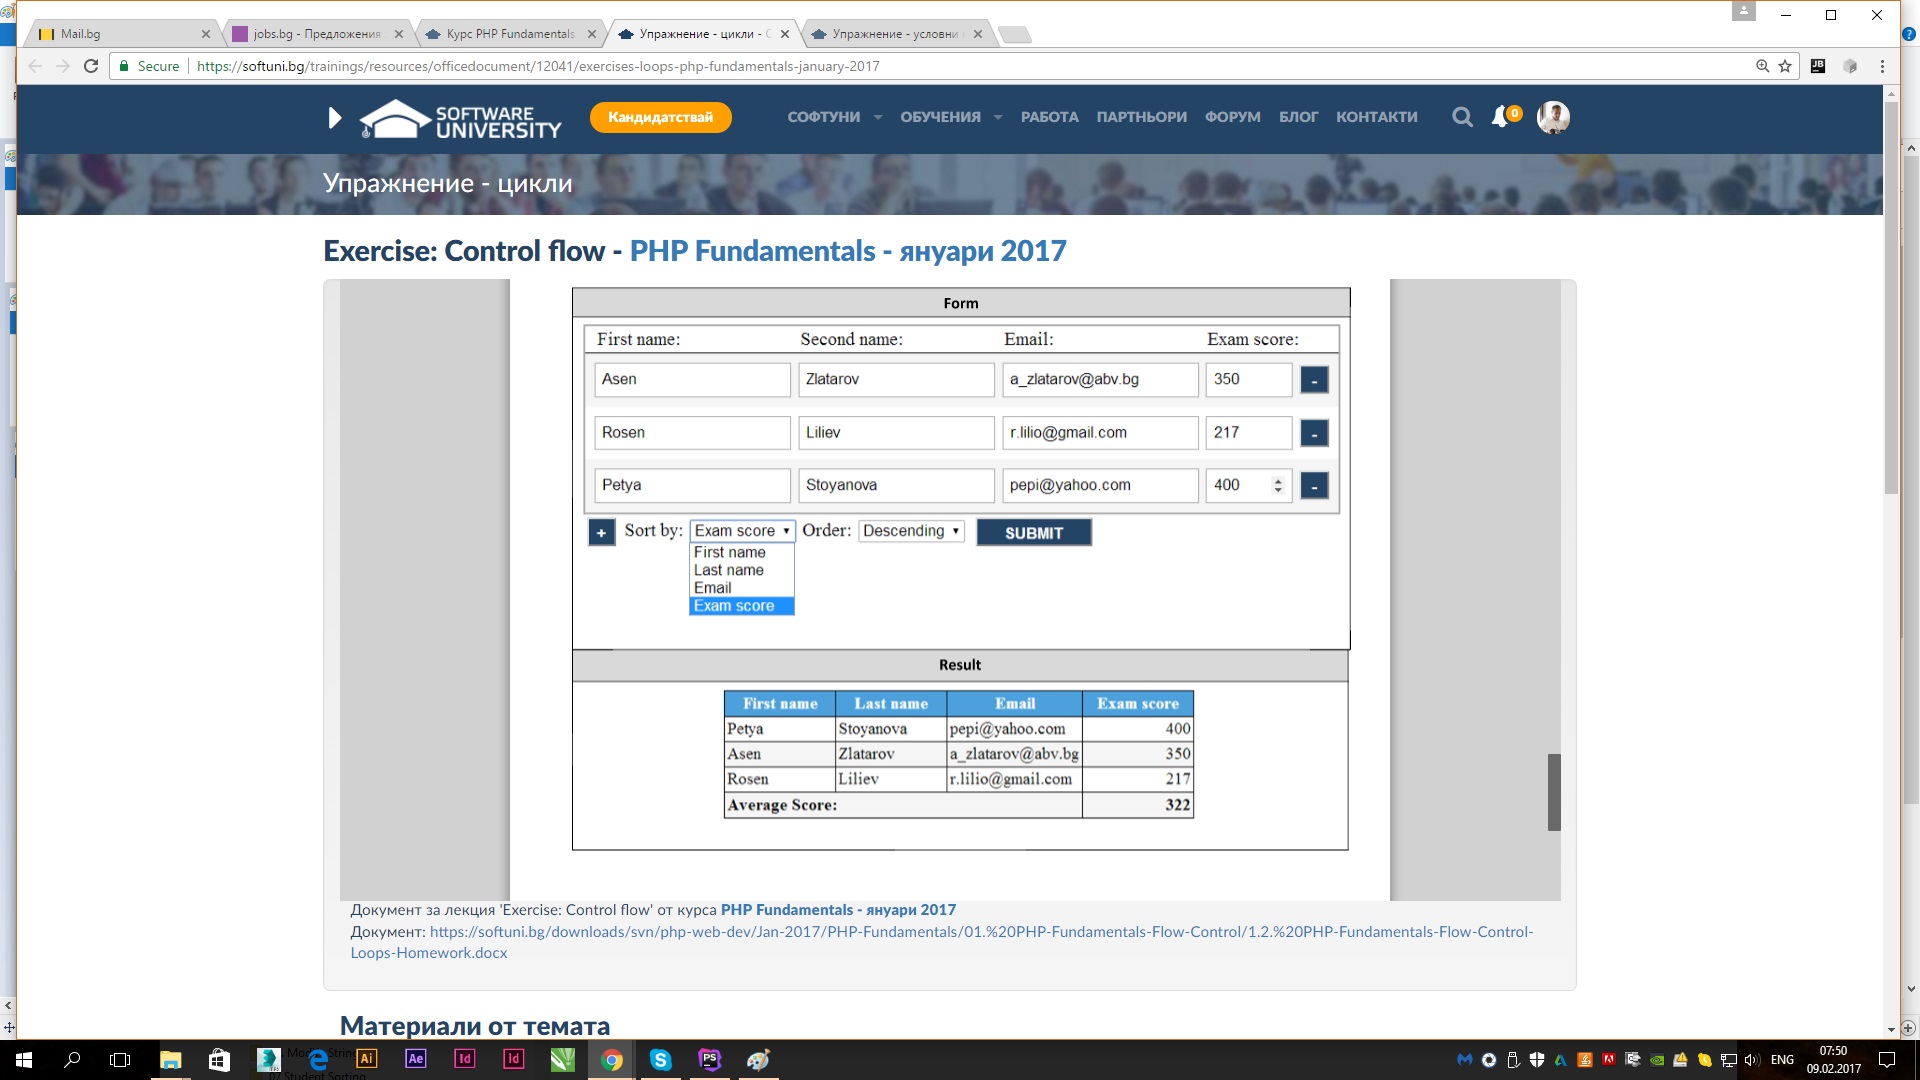 Mail.bg
jobs.bg - Предложения
Курс PHP Fundamentals
Упражнение - цикли - С
Упражнение - условни
Secure
https://softuni.bg/trainings/resources/officedocument/12041/exercises-loops-php-fundamentals-january-2017
JB
SOFTWARE
UNIVERSITY
Кандидатствай
СОФТУНИ
ОБУЧЕНИЯ
РАБОТА
ПАРТНЬОРИ
ФОРУМ
БЛОГ
КОНТАКТИ
0
Упражнение - цикли
Exercise: Control flow - PHP Fundamentals - януари 2017
Form
First name: Second name: Email: Exam score:
Asen Zlatarov a_zlatarov@abv.bg 350 -
Rosen Liliev r.lilio@gmail.com 217 -
Petya Stoyanova pepi@yahoo.com 400 -
+ Sort by: Exam score Order: Descending SUBMIT
First name
Last name
Email
Exam score
Result
First name Last name Email Exam score
Petya Stoyanova pepi@yahoo.com 400
Asen Zlatarov a_zlatarov@abv.bg 350
Rosen Liliev r.lilio@gmail.com 217
Average Score: 322
Документ за лекция 'Exercise: Control flow' от курса PHP Fundamentals - януари 2017
Документ: https://softuni.bg/downloads/svn/php-web-dev/Jan-2017/PHP-Fundamentals/01.%20PHP-Fundamentals-Flow-Control/1.2.%20PHP-Fundamentals-Flow-Control-
Loops-Homework.docx
Материали от темата
Ai
Ae
Id
Id
PS
ENG
07:50
09.02.2017